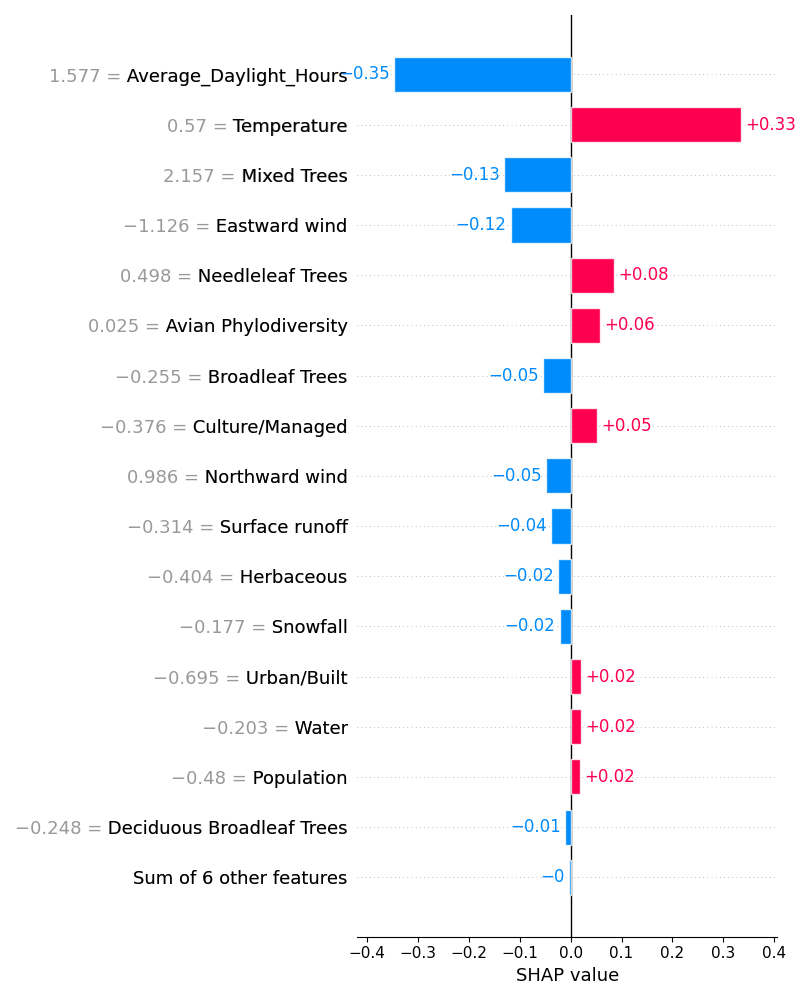 1.577 = Average_Daylight_Hours −0.35
0.57 = Temperature +0.33
2.157 = Mixed Trees −0.13
−1.126 = Eastward wind −0.12
0.498 = Needleleaf Trees +0.08
0.025 = Avian Phylodiversity +0.06
−0.255 = Broadleaf Trees −0.05
−0.376 = Culture/Managed +0.05
0.986 = Northward wind −0.05
−0.314 = Surface runoff −0.04
−0.404 = Herbaceous −0.02
−0.177 = Snowfall −0.02
−0.695 = Urban/Built +0.02
−0.203 = Water +0.02
−0.48 = Population +0.02
−0.248 = Deciduous Broadleaf Trees −0.01
Sum of 6 other features −0
−0.4 −0.3 −0.2 −0.1 0.0 0.1 0.2 0.3 0.4
SHAP value